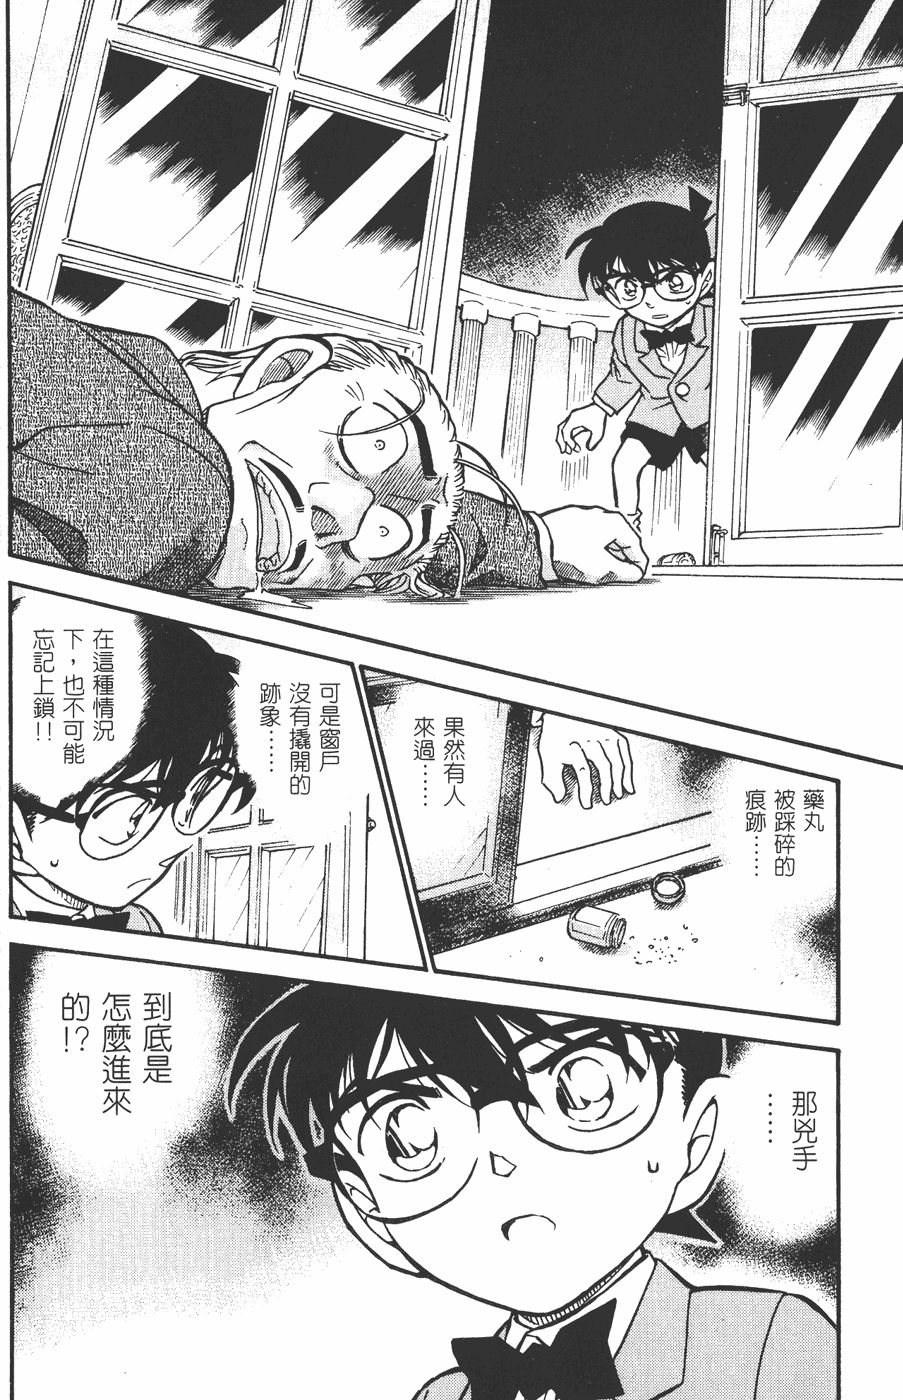 藥丸
被踩碎的
痕跡……
果然有人
來過……
可是窗戶
沒有撬開的
跡象……
在這種情況
下，也不可能
忘記上鎖!!
那兇手
……
到底是
怎麼進來
的!?